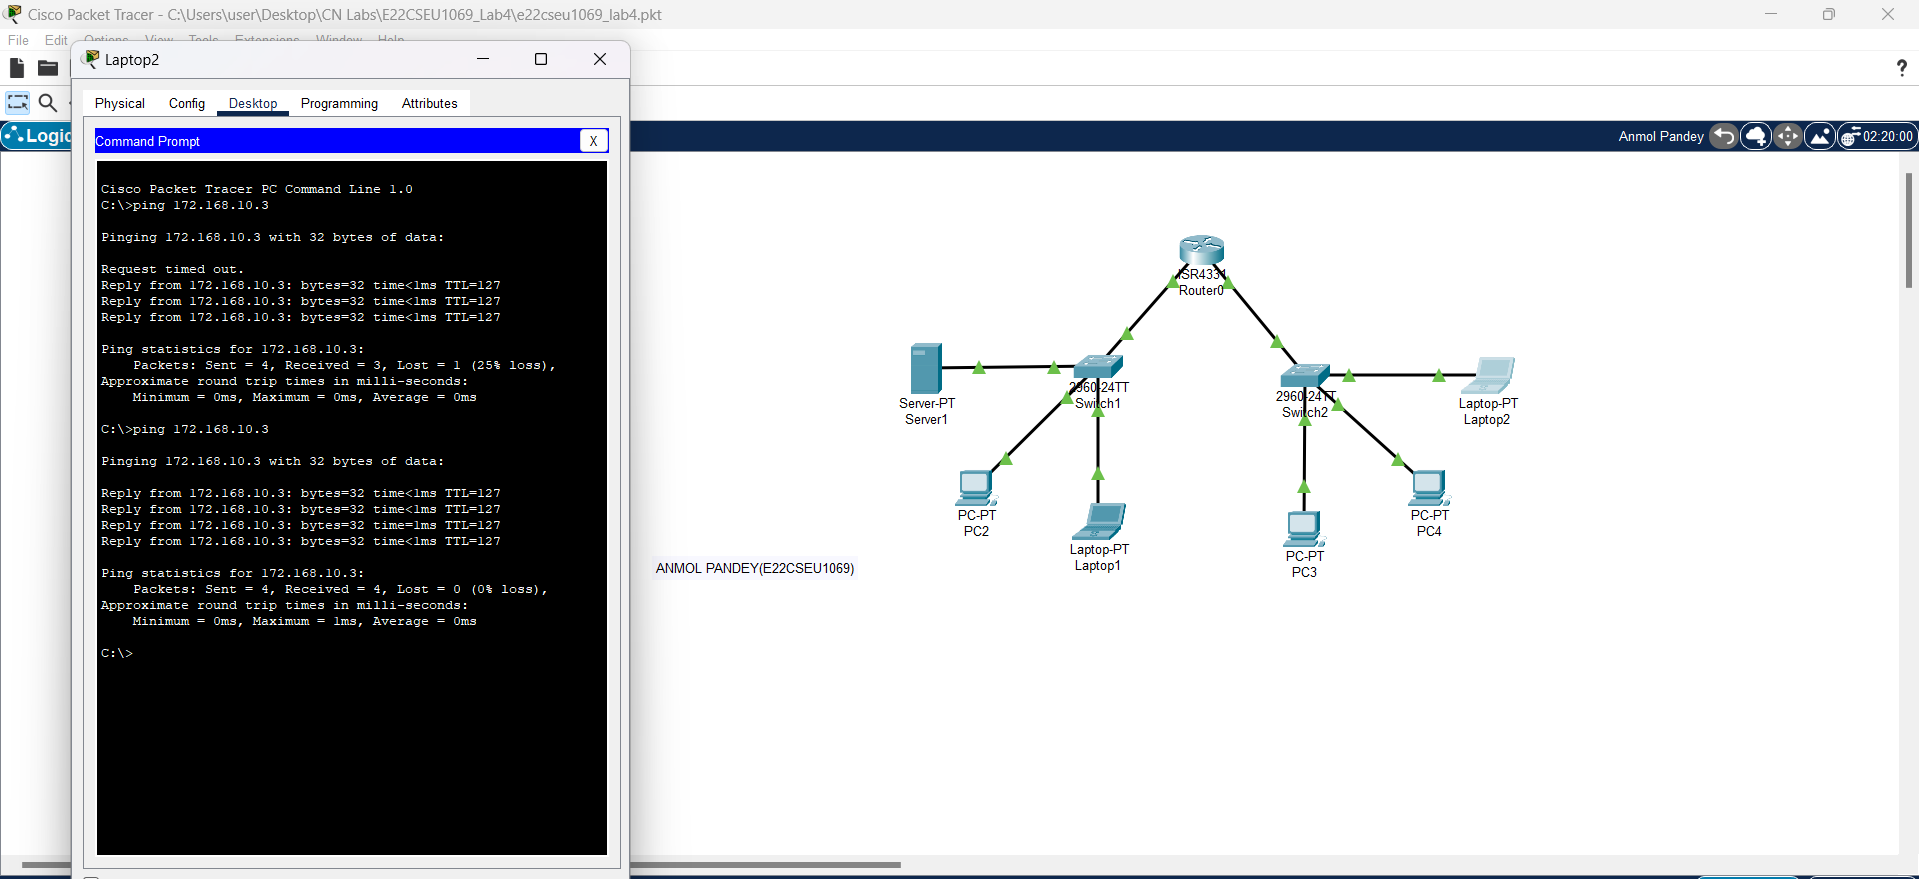 Cisco Packet Tracer - C:\Users\user\Desktop\CN Labs\E22CSEU1069_Lab4\e22cseu1069_lab4.pkt
File Edit Options View Tools Extensions Window Help
Laptop2
Physical Config Desktop Programming Attributes
Logic
Command Prompt X
Anmol Pandey 02:20:00
Cisco Packet Tracer PC Command Line 1.0
C:\>ping 172.168.10.3
Pinging 172.168.10.3 with 32 bytes of data:
Request timed out.
Reply from 172.168.10.3: bytes=32 time<1ms TTL=127
Reply from 172.168.10.3: bytes=32 time<1ms TTL=127
Reply from 172.168.10.3: bytes=32 time<1ms TTL=127
Ping statistics for 172.168.10.3:
Packets: Sent = 4, Received = 3, Lost = 1 (25% loss),
Approximate round trip times in milli-seconds:
Minimum = 0ms, Maximum = 0ms, Average = 0ms
C:\>ping 172.168.10.3
Pinging 172.168.10.3 with 32 bytes of data:
Reply from 172.168.10.3: bytes=32 time<1ms TTL=127
Reply from 172.168.10.3: bytes=32 time<1ms TTL=127
Reply from 172.168.10.3: bytes=32 time=1ms TTL=127
Reply from 172.168.10.3: bytes=32 time<1ms TTL=127
Ping statistics for 172.168.10.3:
Packets: Sent = 4, Received = 4, Lost = 0 (0% loss),
Approximate round trip times in milli-seconds:
Minimum = 0ms, Maximum = 1ms, Average = 0ms
C:\>
ISR4331
Router0
Server-PT
Server1
2960-24TT
Switch1
2960-24TT
Switch2
Laptop-PT
Laptop2
PC-PT
PC2
Laptop-PT
Laptop1
PC-PT
PC3
PC-PT
PC4
ANMOL PANDEY(E22CSEU1069)